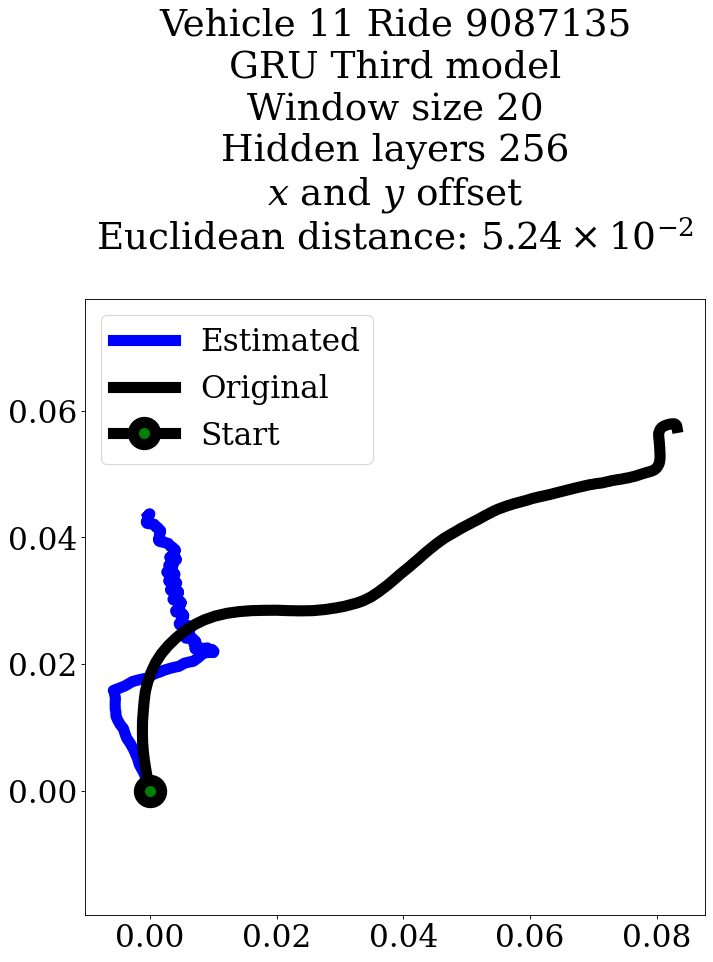 Vehicle 11 Ride 9087135
GRU Third model
Window size 20
Hidden layers 256
x and y offset
Euclidean distance: 5.24 × 10⁻²
Estimated
Original
Start
0.06
0.04
0.02
0.00
0.00 0.02 0.04 0.06 0.08